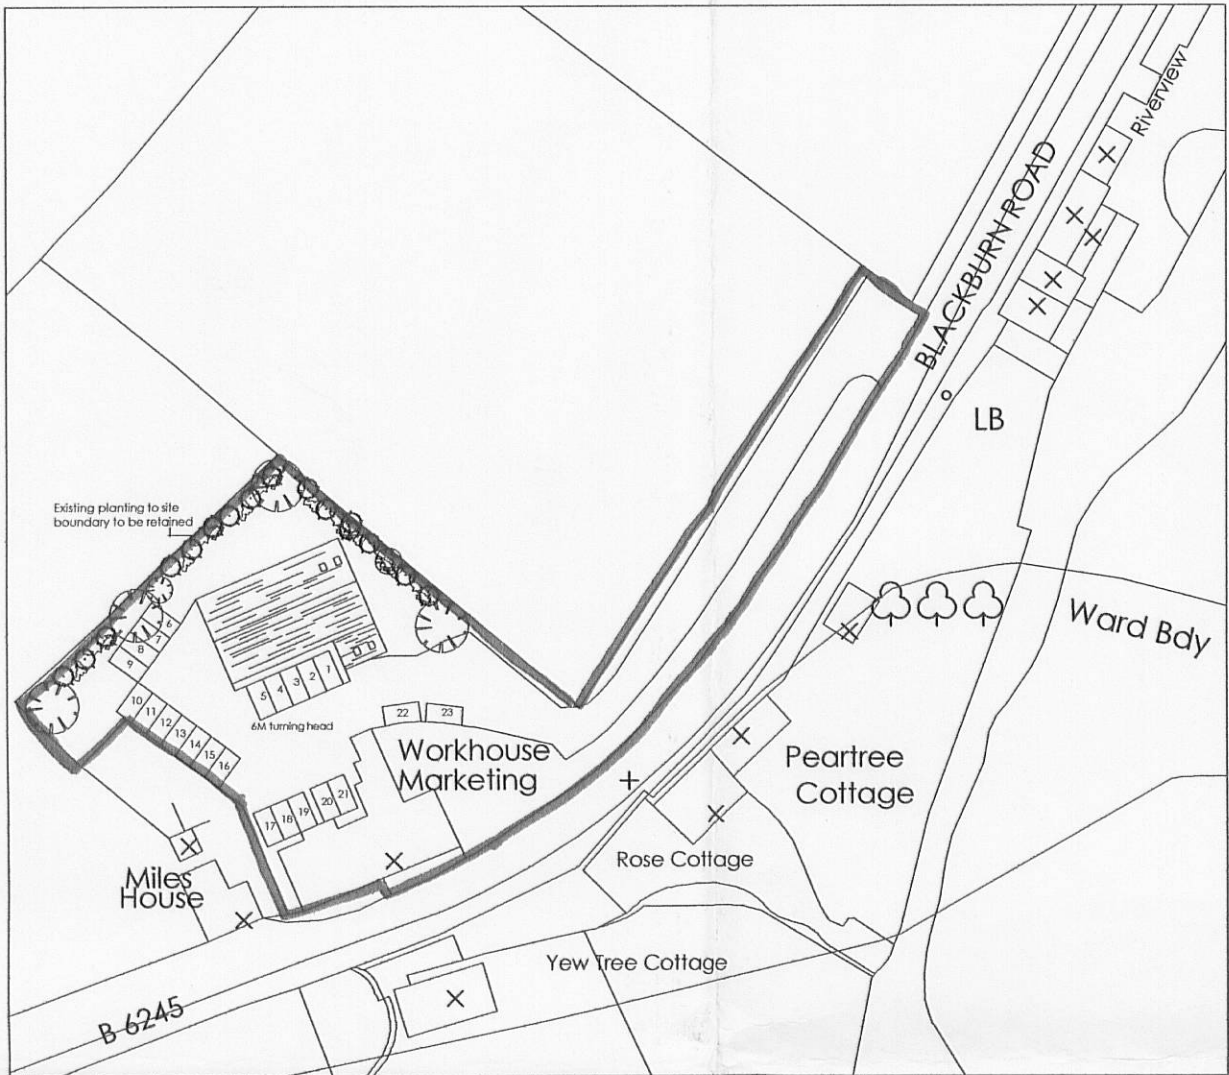 Riverview
BLACKBURN ROAD
LB
Existing planting to site
boundary to be retained
Ward Bdy
6
7
8
9
10
11
12
13
14
15
16
5
4
3
2
1
6M turning head
22
23
Workhouse
Marketing
Peartree
Cottage
17
18
19
20
21
Rose Cottage
Miles
House
Yew Tree Cottage
B 6245